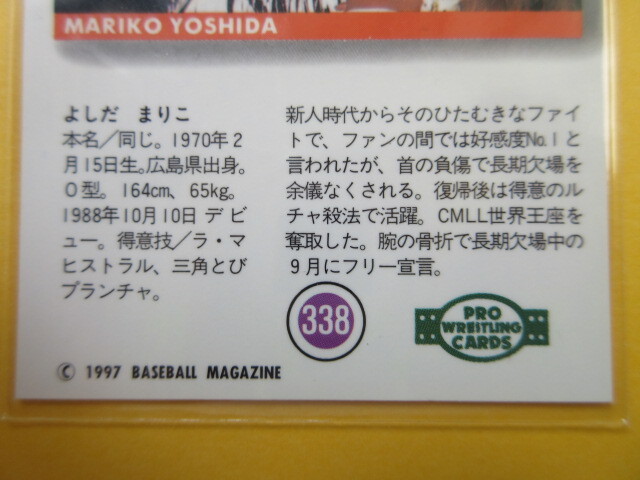 MARIKO YOSHIDA
よしだ まりこ
本名／同じ。1970年2
月15日生。広島県出身。
O型。164cm、65kg。
1988年10月10日デビ
ュー。得意技／ラ・マ
ヒストラル、三角とび
プランチャ。
新人時代からそのひたむきなファイ
トで、ファンの間では好感度No.1と
言われたが、首の負傷で長期欠場を
余儀なくされる。復帰後は得意のル
チャ殺法で活躍。CMLL世界王座を
奪取した。腕の骨折で長期欠場中の
9月にフリー宣言。
338
PRO
WRESTLING
CARDS
© 1997 BASEBALL MAGAZINE